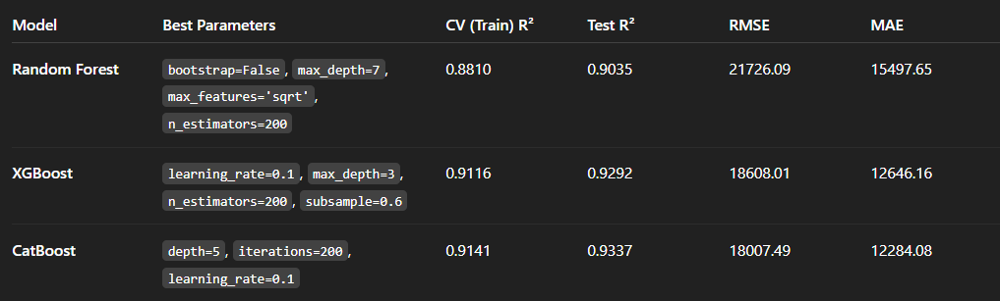 Model Best Parameters CV (Train) R² Test R² RMSE MAE
Random Forest bootstrap=False, max_depth=7, 0.8810 0.9035 21726.09 15497.65
max_features='sqrt',
n_estimators=200
XGBoost learning_rate=0.1, max_depth=3, 0.9116 0.9292 18608.01 12646.16
n_estimators=200, subsample=0.6
CatBoost depth=5, iterations=200, 0.9141 0.9337 18007.49 12284.08
learning_rate=0.1